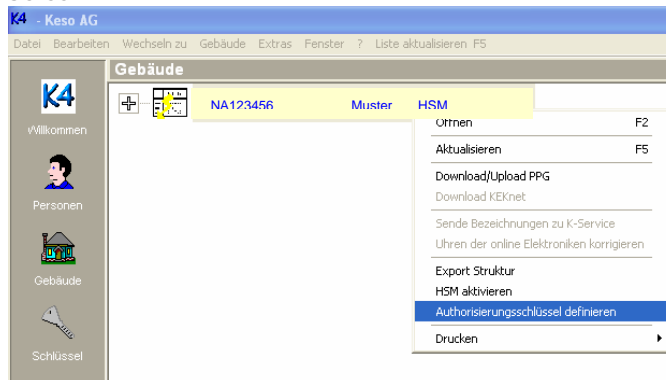 K4 - Keso AG
Datei Bearbeiten Wechseln zu Gebäude Extras Fenster ? Liste aktualisieren F5
Gebäude
K4
Willkommen
Personen
Gebäude
Schlüssel
NA123456 Muster HSM
Öffnen F2
Aktualisieren F5
Download/Upload PPG
Download KEKnet
Sende Bezeichnungen zu K-Service
Uhren der online Elektroniken korrigieren
Export Struktur
HSM aktivieren
Authorisierungsschlüssel definieren
Drucken